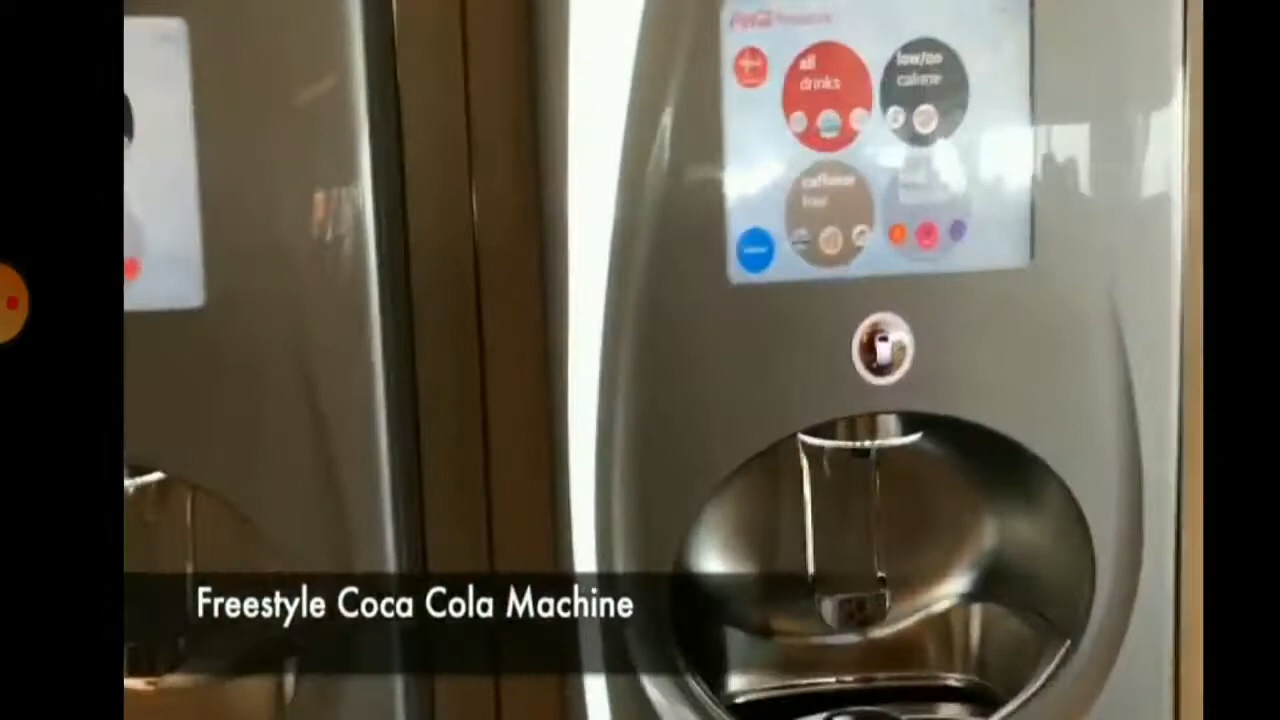 all
drinks
low/no
calorie
caffeine
free
Freestyle Coca Cola Machine